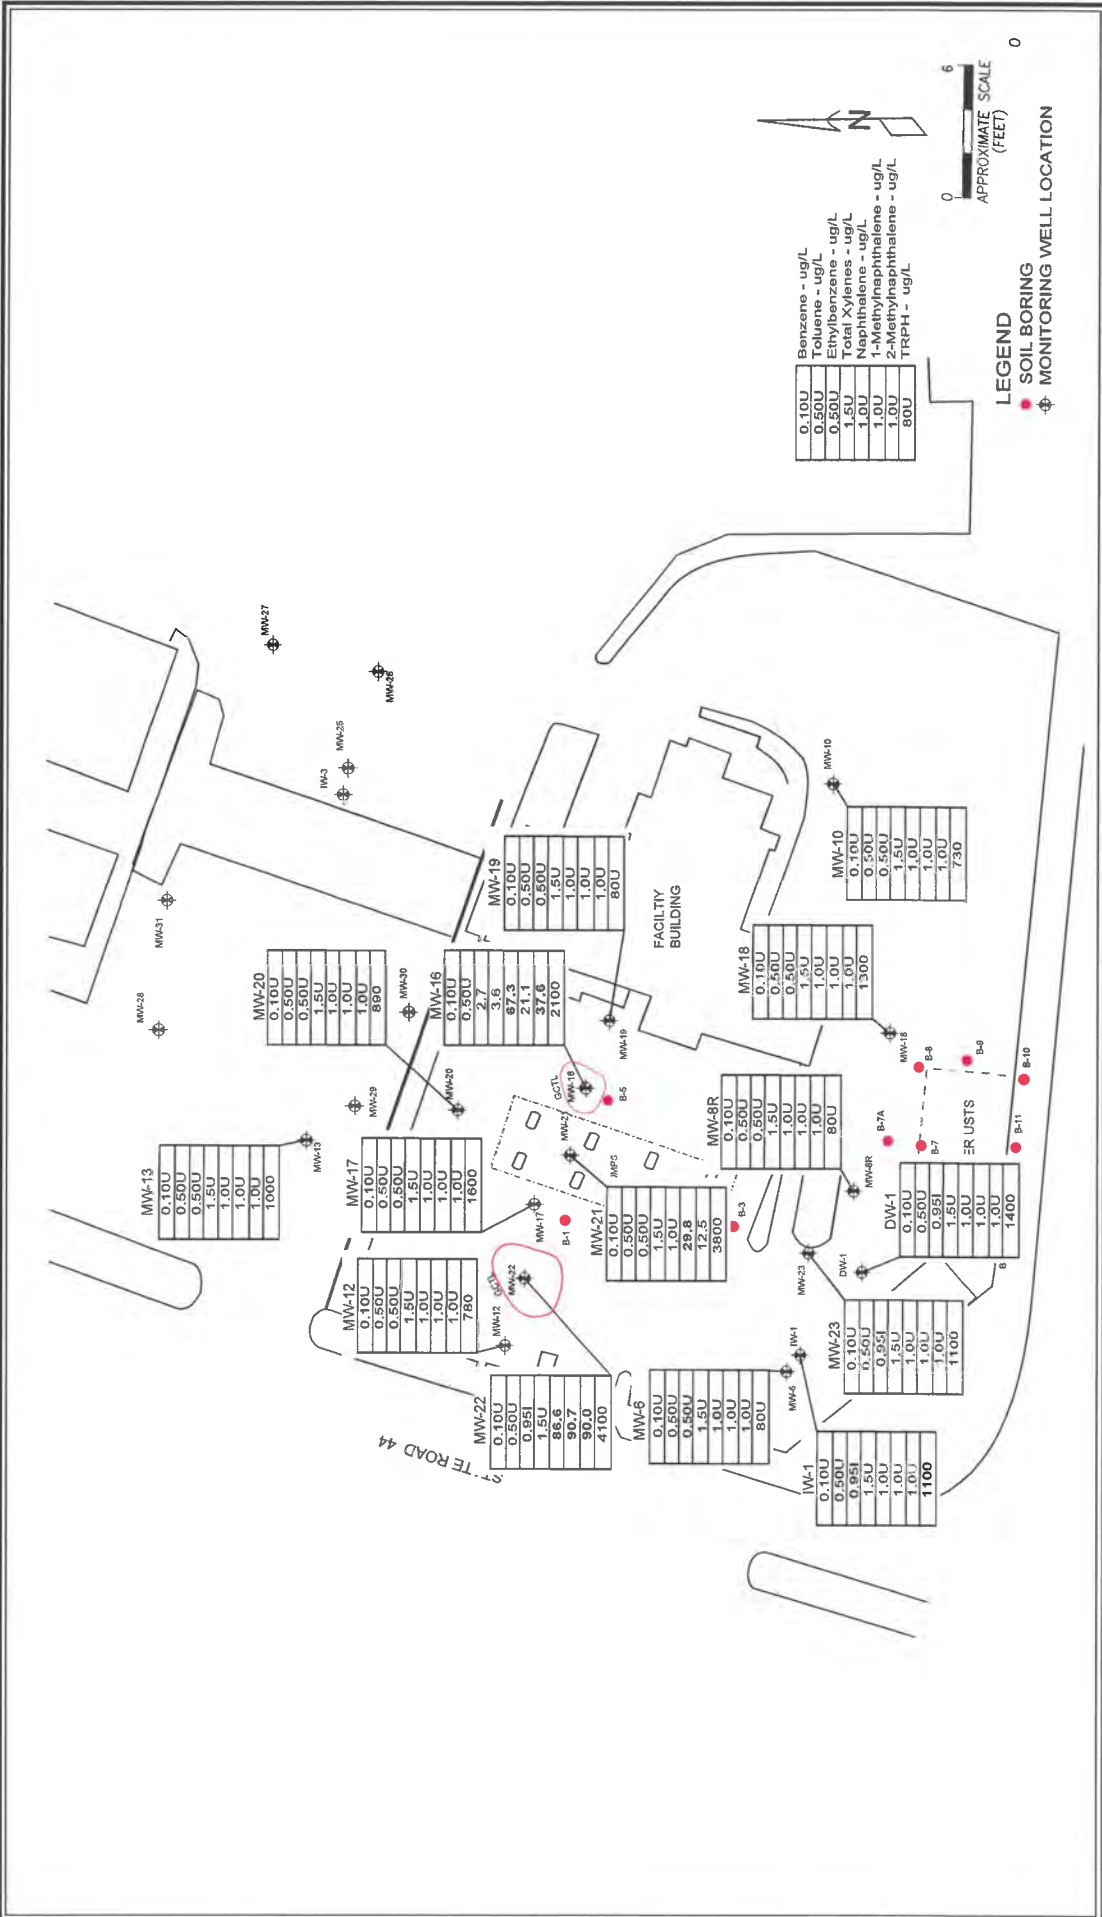 MW-27
MW-26
MW-25
IW-3
MW-31
MW-28
MW-30
MW-29
MW-20
0.10U
0.50U
0.50U
1.5U
1.0U
1.0U
1.0U
890
MW-20
MW-16
0.10U
0.50U
2.7
3.6
67.3
21.1
37.6
2100
GCTL
B-5
MW-19
0.10U
0.50U
0.50U
1.5U
1.0U
1.0U
1.0U
80U
MW-19
FACILTIY
BUILDING
MW-13
0.10U
0.50U
0.50U
1.5U
1.0U
1.0U
1.0U
1000
MW-13
MW-17
0.10U
0.50U
0.50U
1.5U
1.0U
1.0U
1.0U
1600
MW-17
B-1
MW-21
JMPS
MW-21
0.10U
0.50U
0.50U
1.5U
1.0U
29.8
12.5
3800
B-3
MW-12
0.10U
0.50U
0.50U
1.5U
1.0U
1.0U
1.0U
780
MW-12
GCTL
MW-22
MW-22
0.10U
0.50U
0.95I
1.5U
86.6
90.7
90.0
4100
TE ROAD 44
MW-6
0.10U
0.50U
0.50U
1.5U
1.0U
1.0U
1.0U
80U
MW-6
IW-1
IW-1
0.10U
0.50U
0.95I
1.5U
1.0U
1.0U
1.0U
1100
MW-23
MW-23
0.10U
0.50U
0.95I
1.5U
1.0U
1.0U
1.0U
1100
DW-1
DW-1
0.10U
0.50U
0.95I
1.5U
1.0U
1.0U
1.0U
1400
B
MW-8R
0.10U
0.50U
0.50U
1.5U
1.0U
1.0U
1.0U
80U
MW-8R
MW-18
0.10U
0.50U
0.50U
1.5U
1.0U
1.0U
1.0U
1300
MW-18
MW-10
MW-10
0.10U
0.50U
0.50U
1.5U
1.0U
1.0U
1.0U
730
B-7A
B-7
B-8
B-9
B-10
B-11
ER USTS
0.10U Benzene - ug/L
0.50U Toluene - ug/L
0.50U Ethylbenzene - ug/L
1.5U Total Xylenes - ug/L
1.0U Naphthalene - ug/L
1.0U 1-Methylnaphthalene - ug/L
1.0U 2-Methylnaphthalene - ug/L
80U TRPH - ug/L
N
0 6
APPROXIMATE SCALE
(FEET)
0
LEGEND
SOIL BORING
MONITORING WELL LOCATION